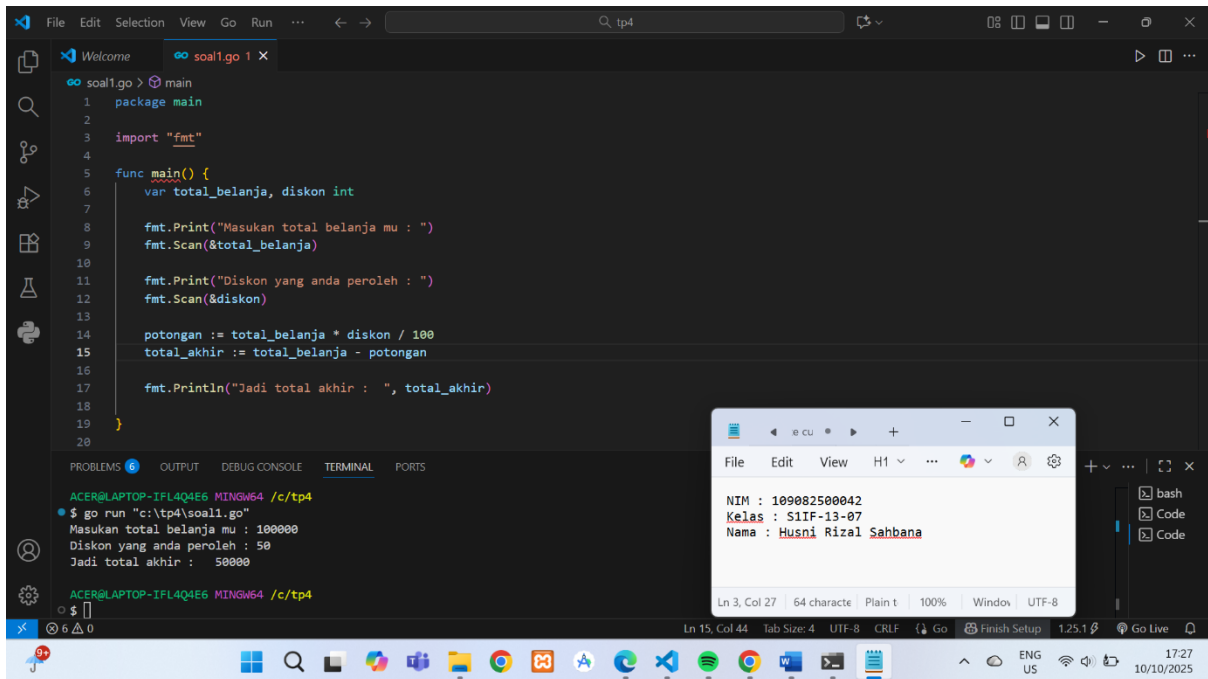 File Edit Selection View Go Run ··· tp4
Welcome soal1.go 1
soal1.go > main
1 package main
2
3 import "fmt"
4
5 func main() {
6 var total_belanja, diskon int
7
8 fmt.Print("Masukan total belanja mu : ")
9 fmt.Scan(&total_belanja)
10
11 fmt.Print("Diskon yang anda peroleh : ")
12 fmt.Scan(&diskon)
13
14 potongan := total_belanja * diskon / 100
15 total_akhir := total_belanja - potongan
16
17 fmt.Println("Jadi total akhir :  ", total_akhir)
18
19 }
20
PROBLEMS 6 OUTPUT DEBUG CONSOLE TERMINAL PORTS
ACER@LAPTOP-IFL4Q4E6 MINGW64 /c/tp4
$ go run "c:\tp4\soal1.go"
Masukan total belanja mu : 100000
Diskon yang anda peroleh : 50
Jadi total akhir :   50000
ACER@LAPTOP-IFL4Q4E6 MINGW64 /c/tp4
$
bash
Code
Code
File Edit View H1 ···
NIM : 109082500042
Kelas : S1IF-13-07
Nama : Husni Rizal Sahbana
Ln 3, Col 27 64 characte Plain t 100% Window UTF-8
6 0 Ln 15, Col 44 Tab Size: 4 UTF-8 CRLF Go Finish Setup 1.25.1 Go Live
9+
ENG
US
17:27
10/10/2025